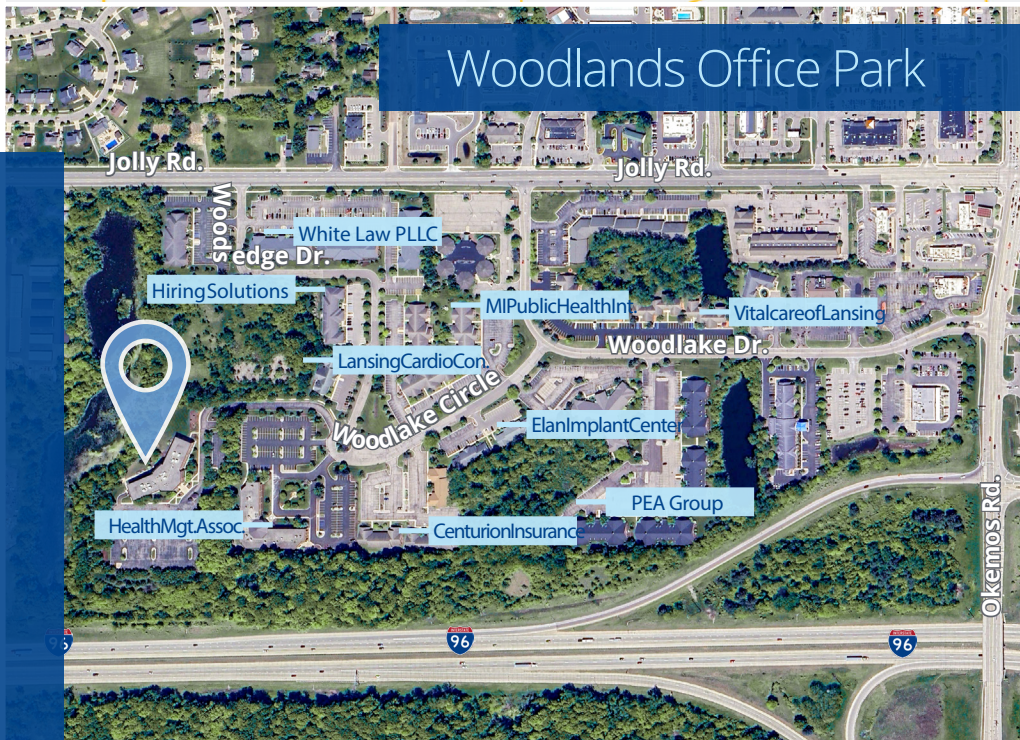 Woodlands Office Park
Jolly Rd.
Jolly Rd.
Woods
edge Dr.
White Law PLLC
HiringSolutions
MIPublicHealthInt
VitalcareofLansing
Woodlake Dr.
LansingCardioCon.
Woodlake Circle
ElanImplantCenter
PEA Group
HealthMgt.Assoc.
CenturionInsurance
Okemos Rd.
96
96
96